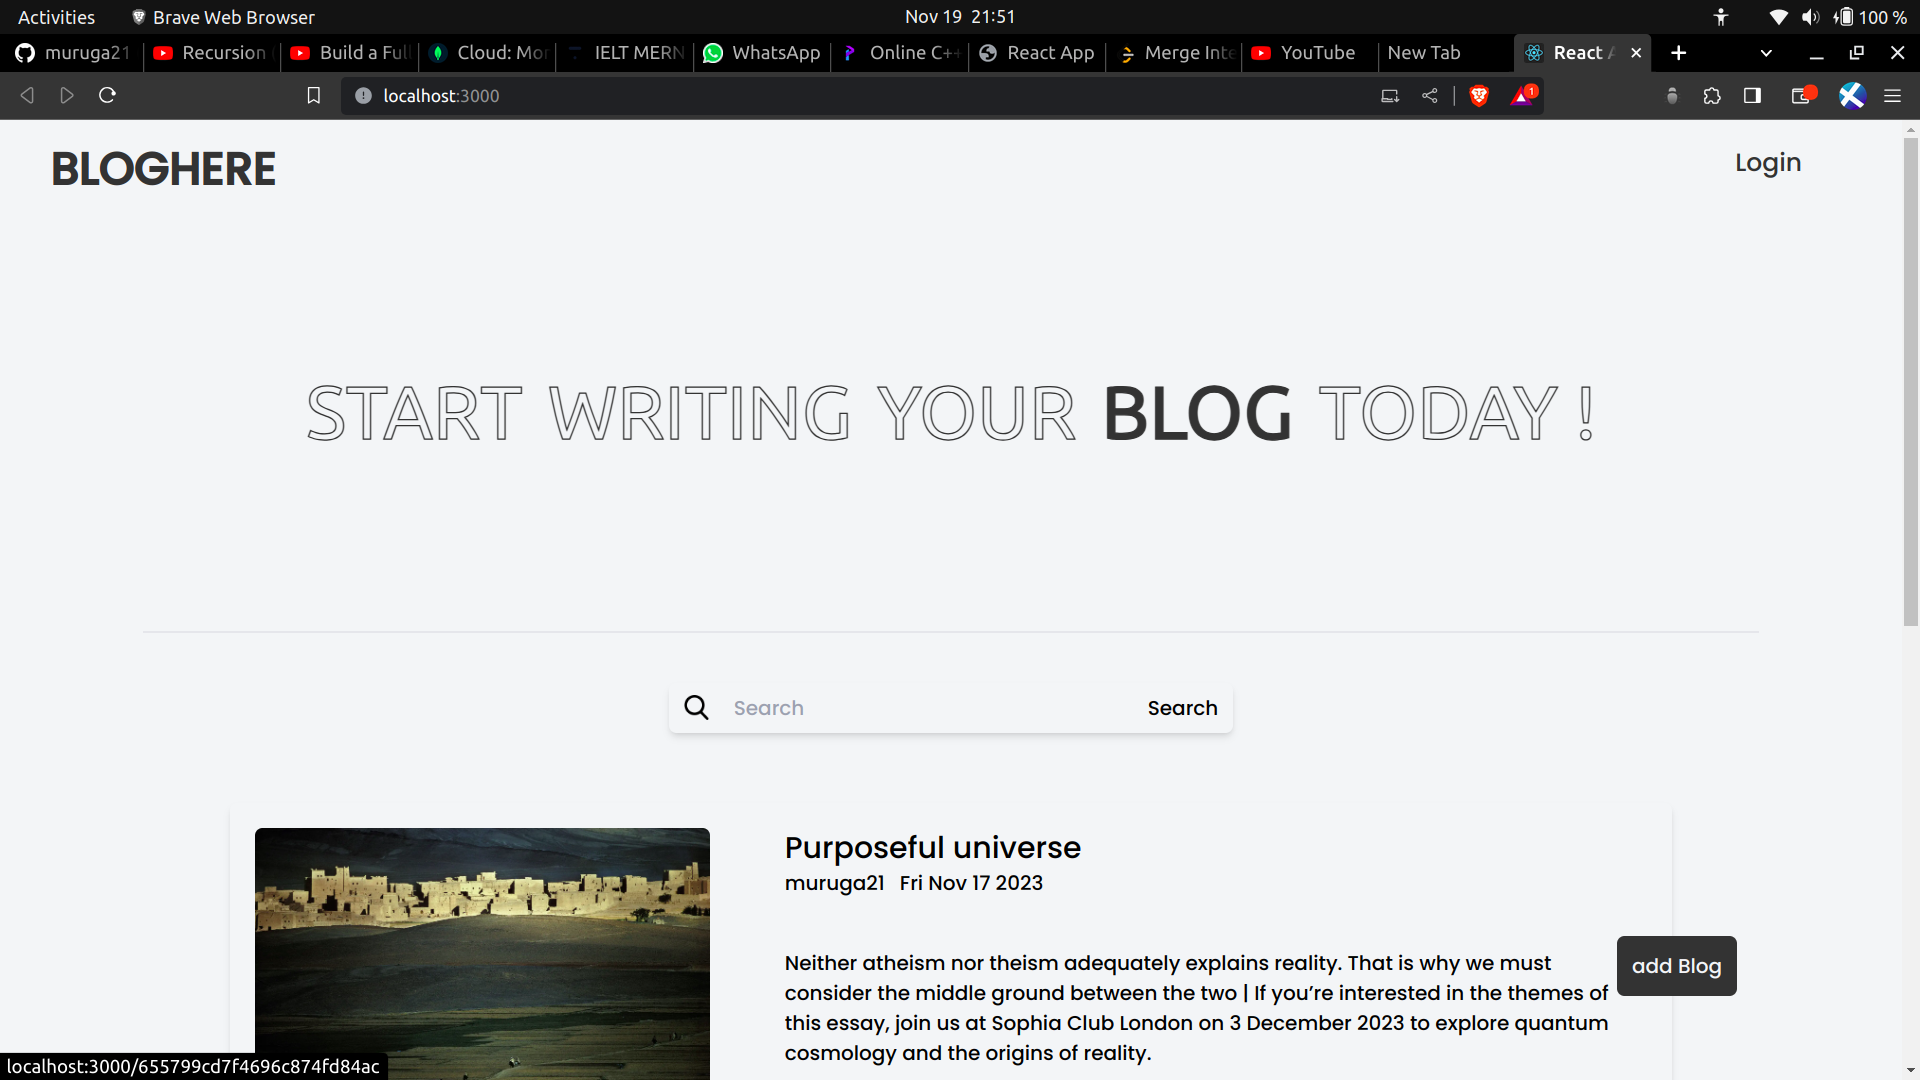 Activities
Brave Web Browser
Nov 19 21:51
100 %
muruga21
Recursion
Build a Full
Cloud: Mon
IELT MERN
WhatsApp
Online C++
React App
Merge Inte
YouTube
New Tab
React A
localhost:3000
1
BLOGHERE
Login
START WRITING YOUR BLOG TODAY !
Search
Search
Purposeful universe
muruga21 Fri Nov 17 2023
Neither atheism nor theism adequately explains reality. That is why we must
consider the middle ground between the two | If you’re interested in the themes of
this essay, join us at Sophia Club London on 3 December 2023 to explore quantum
cosmology and the origins of reality.
add Blog
localhost:3000/655799cd7f4696c874fd84ac